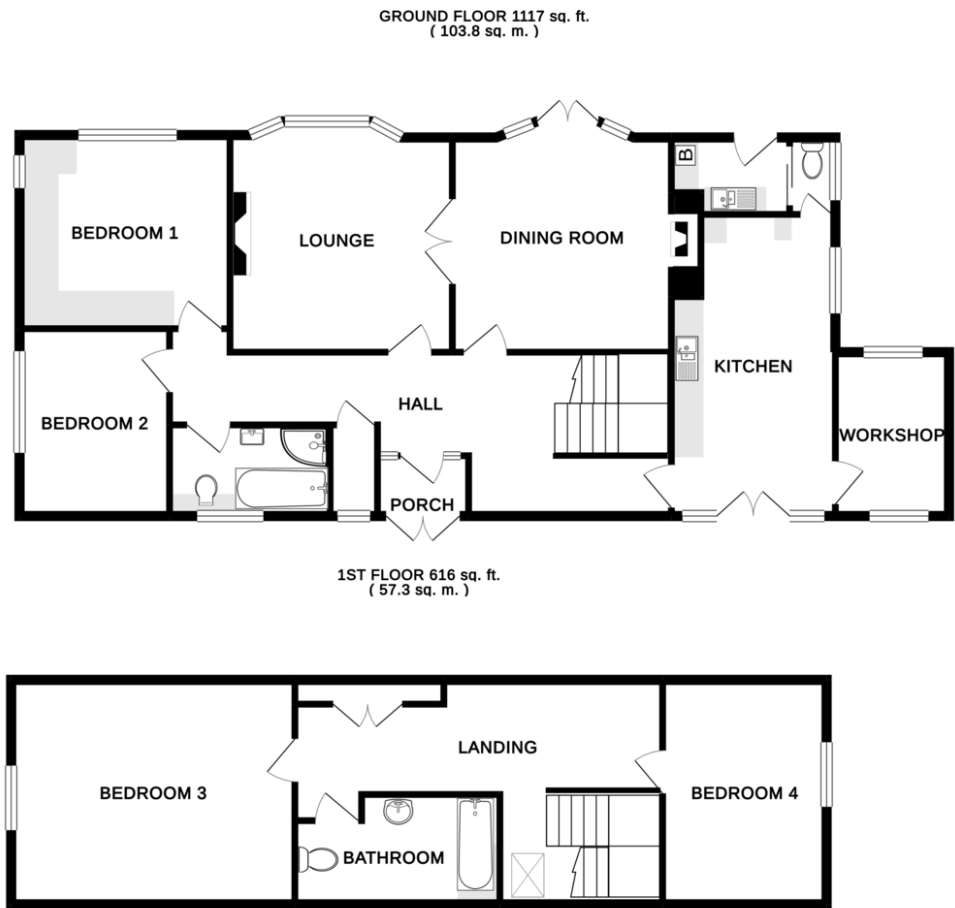 GROUND FLOOR 1117 sq. ft.
( 103.8 sq. m. )
B
BEDROOM 1
LOUNGE
DINING ROOM
KITCHEN
BEDROOM 2
HALL
WORKSHOP
PORCH
1ST FLOOR 616 sq. ft.
( 57.3 sq. m. )
LANDING
BEDROOM 3
BEDROOM 4
BATHROOM